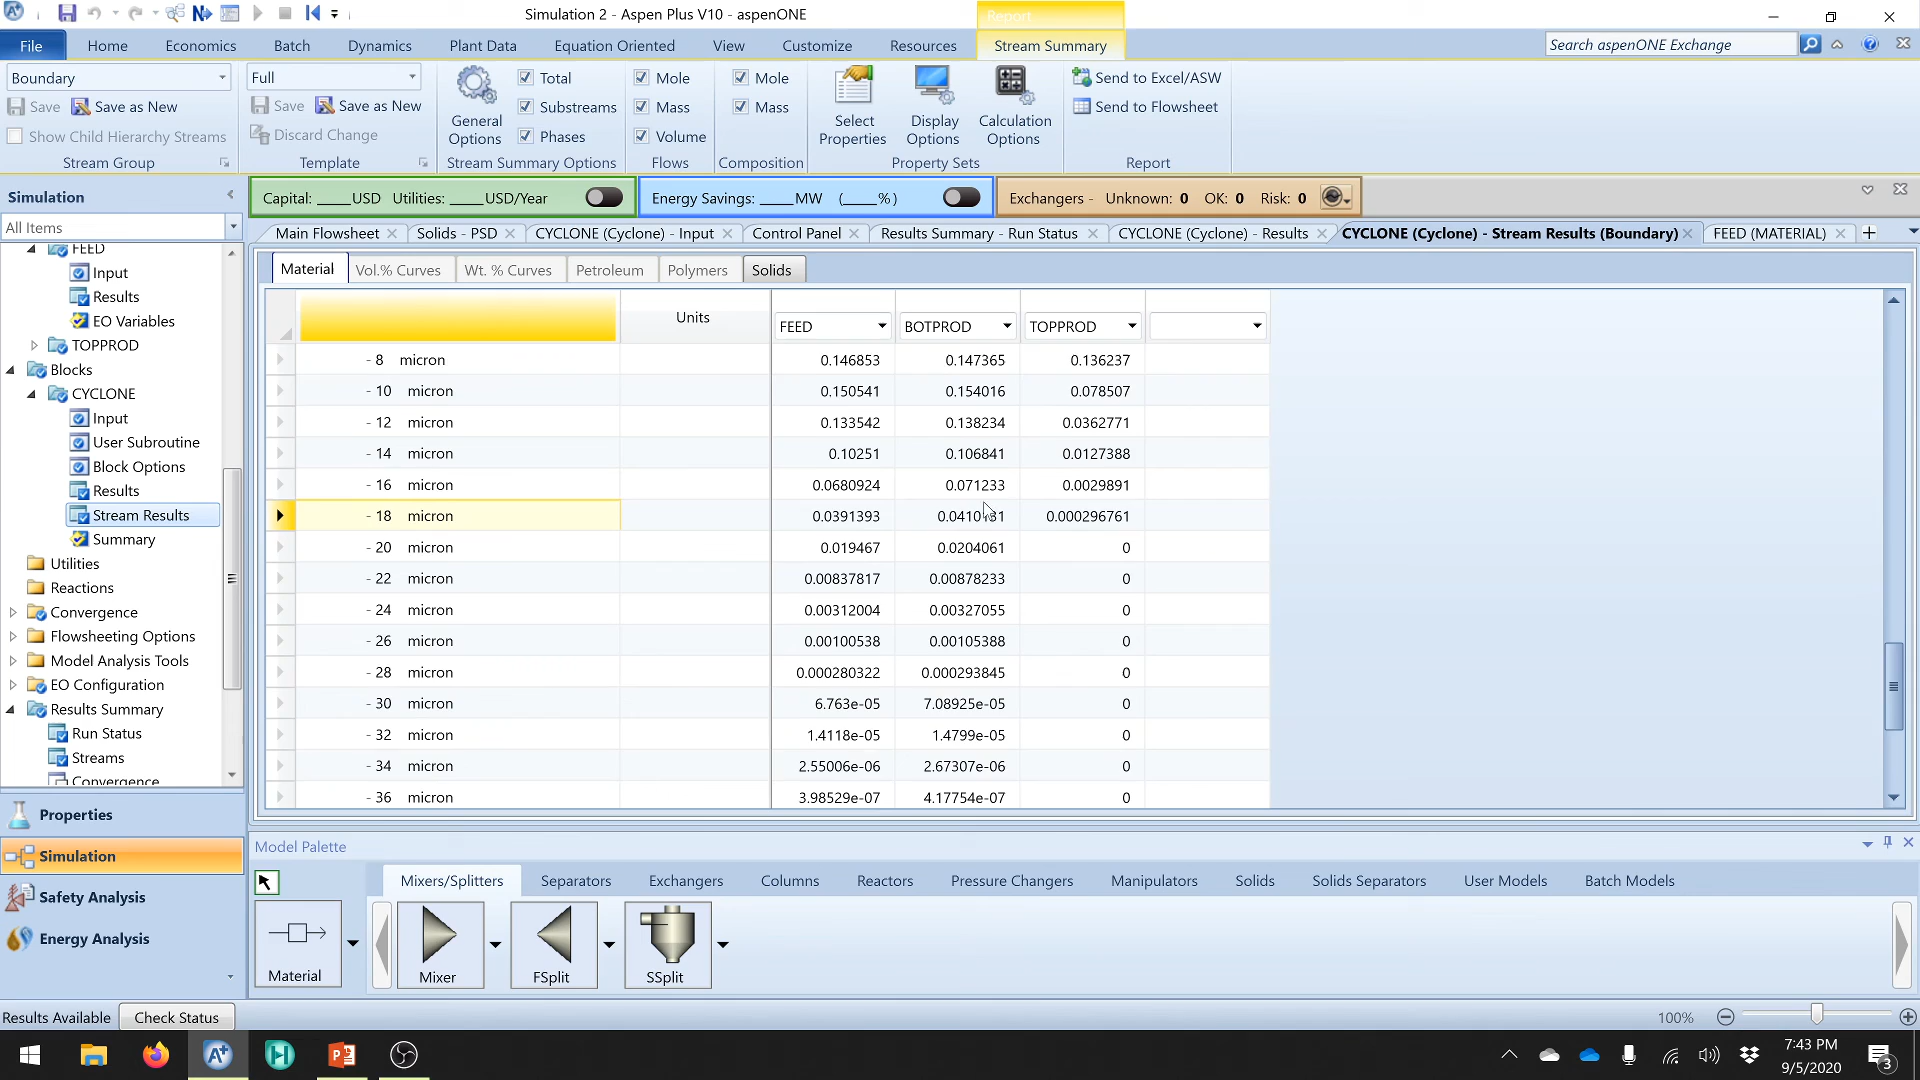 Simulation 2 - Aspen Plus V10 - aspenONE
Report
File Home Economics Batch Dynamics Plant Data Equation Oriented View Customize Resources Stream Summary
Search aspenONE Exchange
Boundary
Save Save as New
Show Child Hierarchy Streams
Stream Group
Full
Save Save as New
Discard Change
Template
General Options
Total
Substreams
Phases
Stream Summary Options
Mole
Mass
Volume
Flows
Mole
Mass
Composition
Select Properties
Display Options
Calculation Options
Property Sets
Send to Excel/ASW
Send to Flowsheet
Report
Simulation
All Items
FEED
Input
Results
EO Variables
TOPPROD
Blocks
CYCLONE
Input
User Subroutine
Block Options
Results
Stream Results
Summary
Utilities
Reactions
Convergence
Flowsheeting Options
Model Analysis Tools
EO Configuration
Results Summary
Run Status
Streams
Convergence
Properties
Simulation
Safety Analysis
Energy Analysis
Capital: _____USD Utilities: _____USD/Year
Energy Savings: _____MW (_____%)
Exchangers - Unknown: 0 OK: 0 Risk: 0
Main Flowsheet Solids - PSD CYCLONE (Cyclone) - Input Control Panel Results Summary - Run Status CYCLONE (Cyclone) - Results CYCLONE (Cyclone) - Stream Results (Boundary) FEED (MATERIAL) +
Material Vol.% Curves Wt. % Curves Petroleum Polymers Solids
Units FEED BOTPROD TOPPROD
- 8 micron 0.146853 0.147365 0.136237
- 10 micron 0.150541 0.154016 0.078507
- 12 micron 0.133542 0.138234 0.0362771
- 14 micron 0.10251 0.106841 0.0127388
- 16 micron 0.0680924 0.071233 0.0029891
- 18 micron 0.0391393 0.000296761
- 20 micron 0.019467 0.0204061 0
- 22 micron 0.00837817 0.00878233 0
- 24 micron 0.00312004 0.00327055 0
- 26 micron 0.00100538 0.00105388 0
- 28 micron 0.000280322 0.000293845 0
- 30 micron 6.763e-05 7.08925e-05 0
- 32 micron 1.4118e-05 1.4799e-05 0
- 34 micron 2.55006e-06 2.67307e-06 0
- 36 micron 3.98529e-07 4.17754e-07 0
Model Palette
Mixers/Splitters Separators Exchangers Columns Reactors Pressure Changers Manipulators Solids Solids Separators User Models Batch Models
Material Mixer FSplit SSplit
Results Available Check Status
100%
7:43 PM
9/5/2020
3